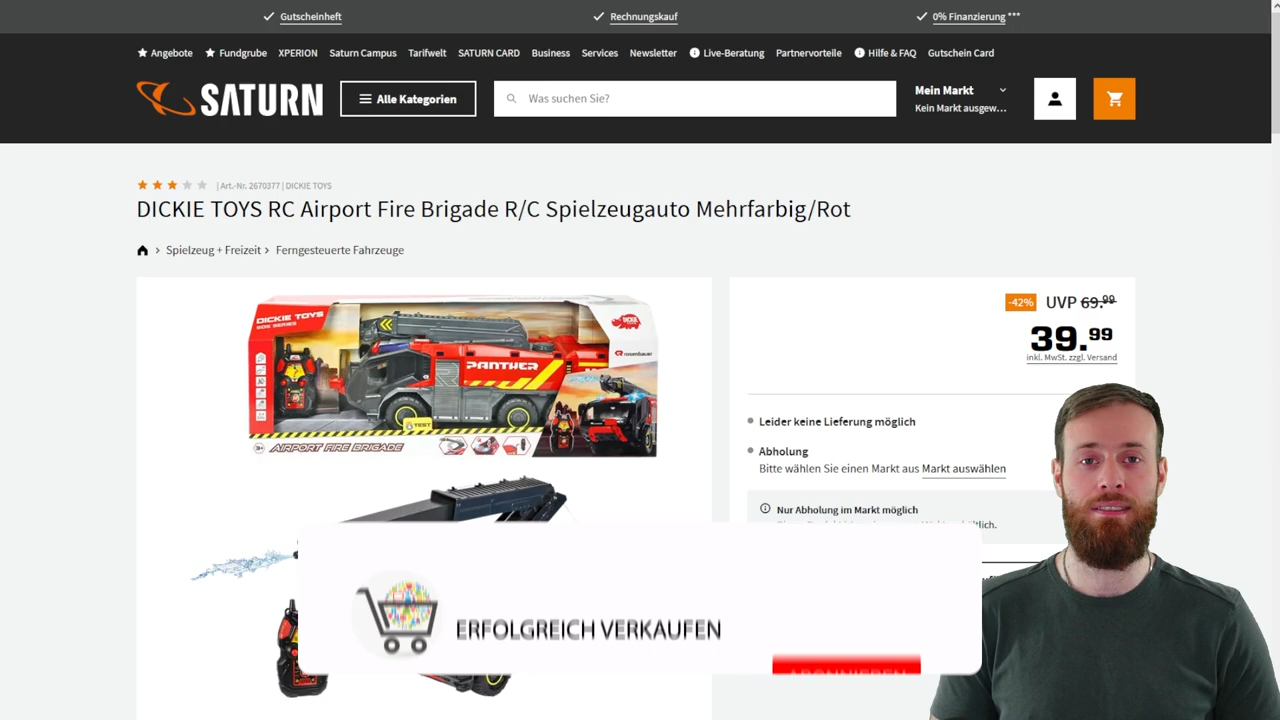 Gutscheinheft
Rechnungskauf
0% Finanzierung ***
Angebote Fundgrube XPERION Saturn Campus Tarifwelt SATURN CARD Business Services Newsletter Live-Beratung Partnervorteile Hilfe & FAQ Gutschein Card
SATURN
Alle Kategorien
Was suchen Sie?
Mein Markt
Kein Markt ausgew...
| Art.-Nr. 2670377 | DICKIE TOYS
DICKIE TOYS RC Airport Fire Brigade R/C Spielzeugauto Mehrfarbig/Rot
Spielzeug + Freizeit > Ferngesteuerte Fahrzeuge
-42% UVP 69.99
39.99
inkl. MwSt. zzgl. Versand
DICKIE TOYS
SOS SERIES
rosenbauer
PANTHER
TEST
AIRPORT FIRE BRIGADE
Leider keine Lieferung möglich
Abholung
Bitte wählen Sie einen Markt aus Markt auswählen
Nur Abholung im Markt möglich
ERFOLGREICH VERKAUFEN